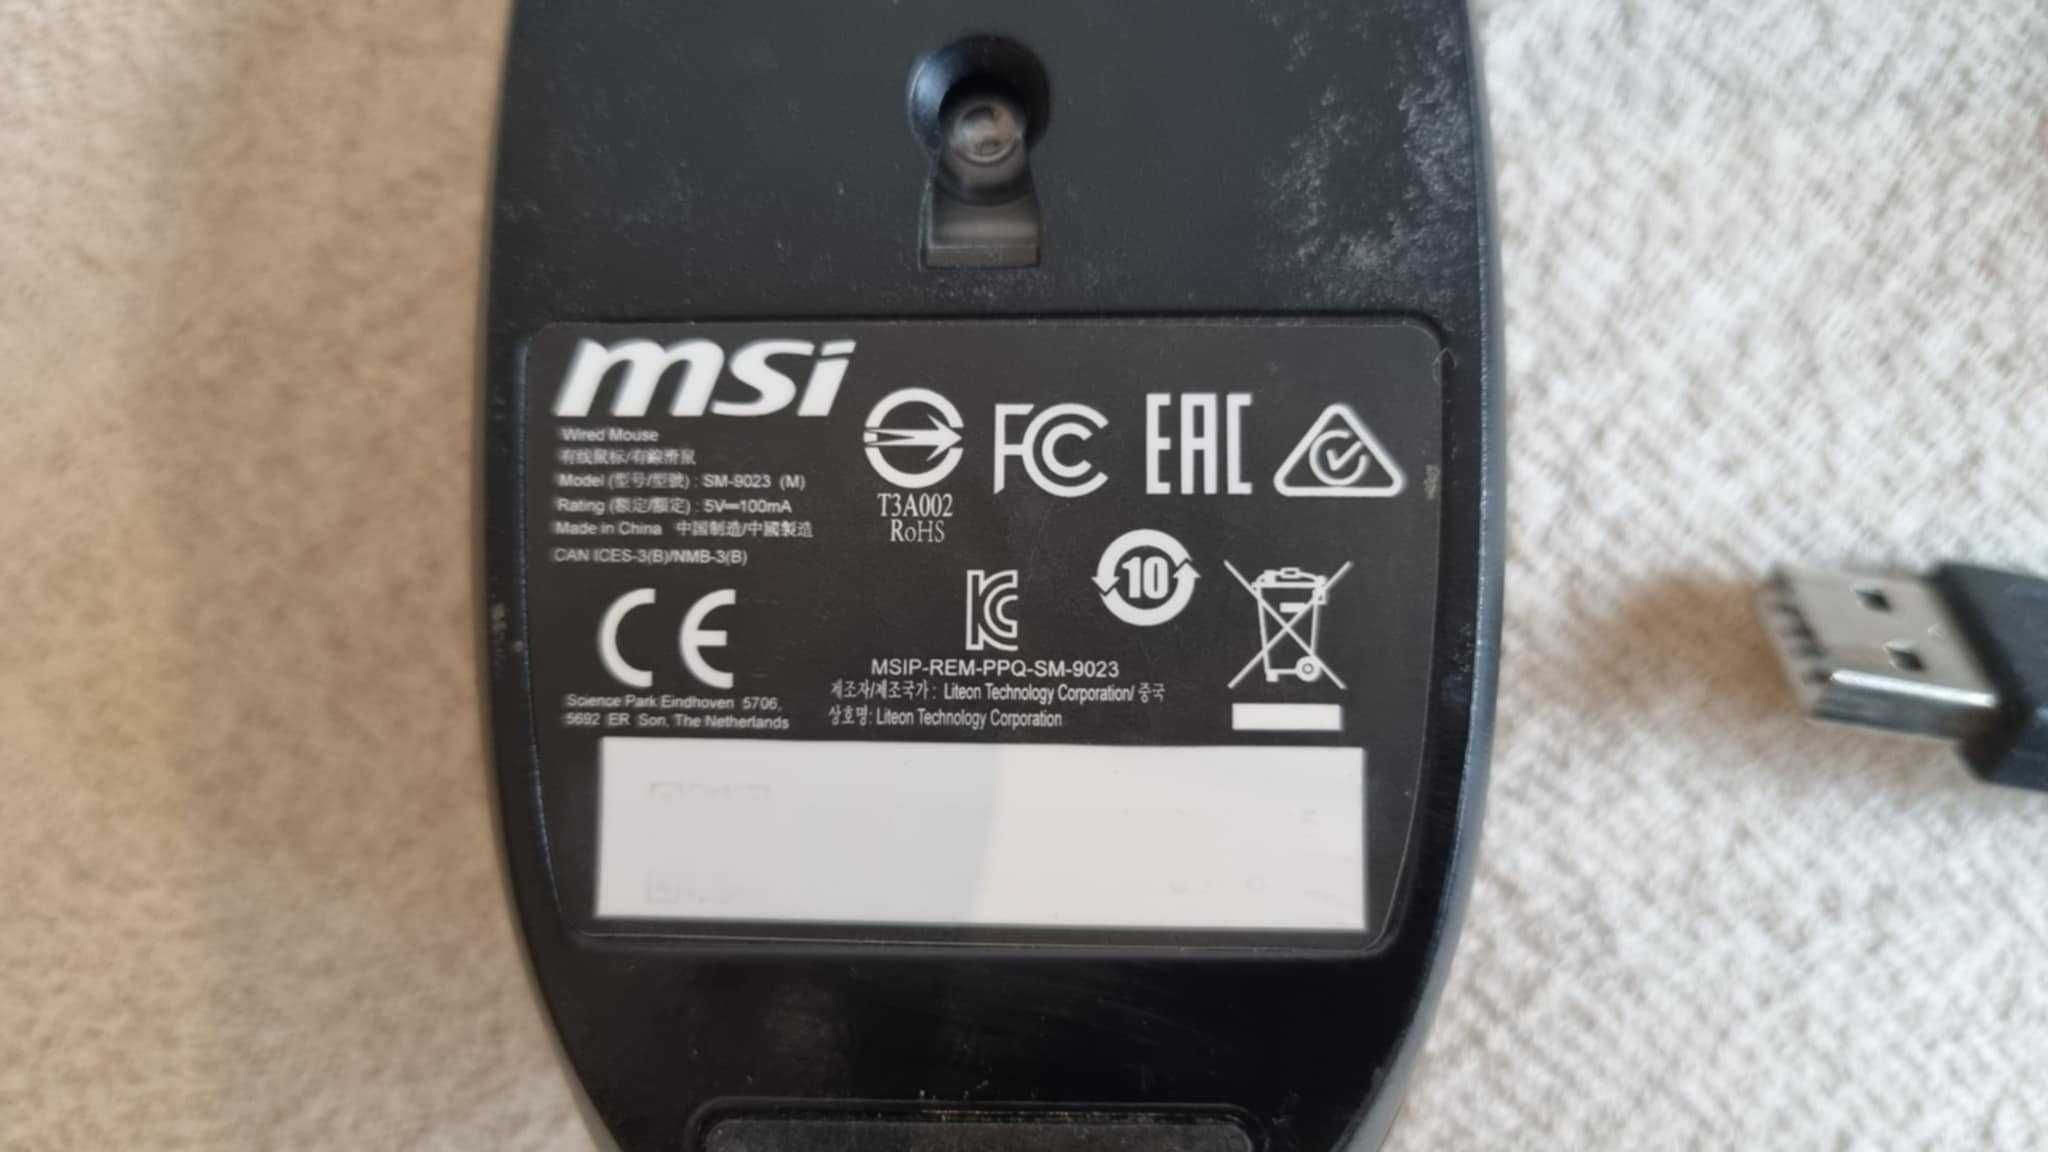 msi
Wired Mouse
有线鼠标/有線滑鼠
Model (型号/型號) : SM-9023 (M)
Rating (额定/額定) : 5V⎓100mA
Made in China 中国制造/中國製造
CAN ICES-3(B)/NMB-3(B)
T3A002
RoHS
FC
EAC
10
CE
KC
MSIP-REM-PPQ-SM-9023
제조자/제조국가 : Liteon Technology Corporation/ 중국
상호명: Liteon Technology Corporation
Science Park Eindhoven 5706,
5692 ER Son, The Netherlands